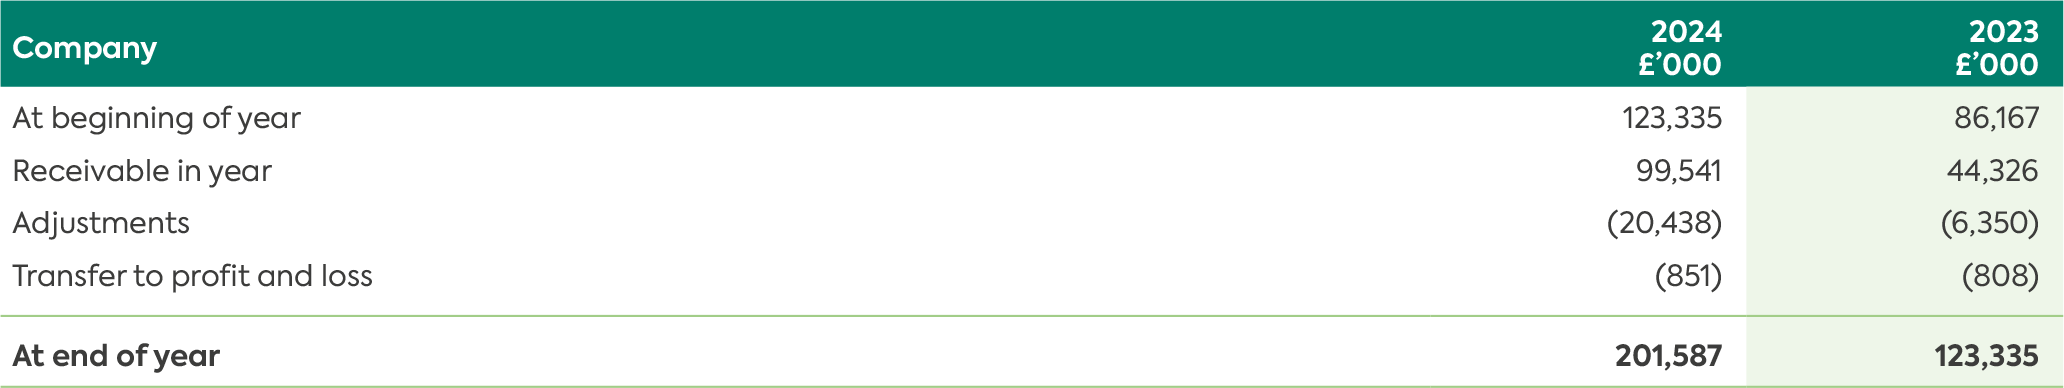 Company 2024 £’000 2023 £’000
At beginning of year 123,335 86,167
Receivable in year 99,541 44,326
Adjustments (20,438) (6,350)
Transfer to profit and loss (851) (808)
At end of year 201,587 123,335